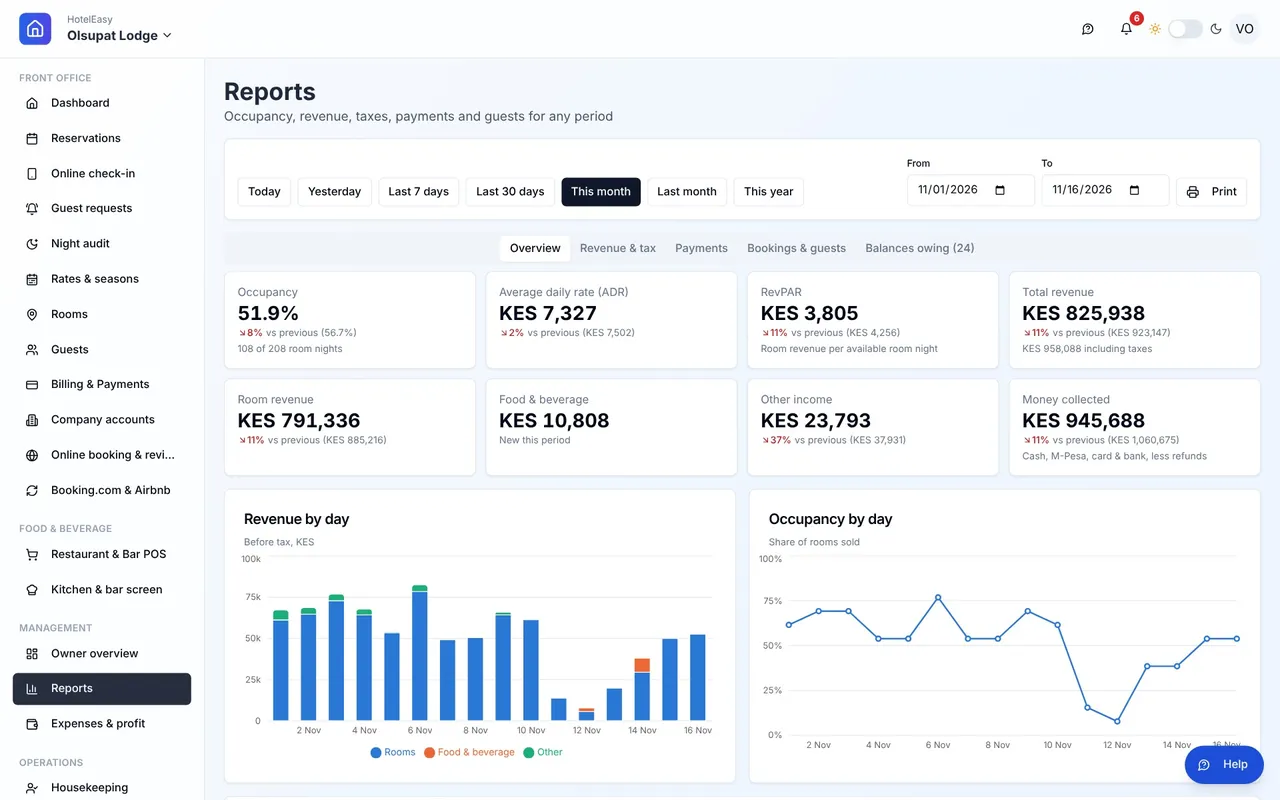 HotelEasy
Olsupat Lodge
6
VO
FRONT OFFICE
Dashboard
Reservations
Online check-in
Guest requests
Night audit
Rates & seasons
Rooms
Guests
Billing & Payments
Company accounts
Online booking & revi...
Booking.com & Airbnb
FOOD & BEVERAGE
Restaurant & Bar POS
Kitchen & bar screen
MANAGEMENT
Owner overview
Reports
Expenses & profit
OPERATIONS
Housekeeping
Reports
Occupancy, revenue, taxes, payments and guests for any period
From To
Today Yesterday Last 7 days Last 30 days This month Last month This year 11/01/2026 11/16/2026 Print
Overview Revenue & tax Payments Bookings & guests Balances owing (24)
Occupancy
51.9%
↘8% vs previous (56.7%)
108 of 208 room nights
Average daily rate (ADR)
KES 7,327
↘2% vs previous (KES 7,502)
RevPAR
KES 3,805
↘11% vs previous (KES 4,256)
Room revenue per available room night
Total revenue
KES 825,938
↘11% vs previous (KES 923,147)
KES 958,088 including taxes
Room revenue
KES 791,336
↘11% vs previous (KES 885,216)
Food & beverage
KES 10,808
New this period
Other income
KES 23,793
↘37% vs previous (KES 37,931)
Money collected
KES 945,688
↘11% vs previous (KES 1,060,675)
Cash, M-Pesa, card & bank, less refunds
Revenue by day
Before tax, KES
100k
75k
50k
25k
0
2 Nov 4 Nov 6 Nov 8 Nov 10 Nov 12 Nov 14 Nov 16 Nov
Rooms Food & beverage Other
Occupancy by day
Share of rooms sold
100%
75%
50%
25%
0%
2 Nov 4 Nov 6 Nov 8 Nov 10 Nov 12 Nov 14 Nov 16 Nov
Help